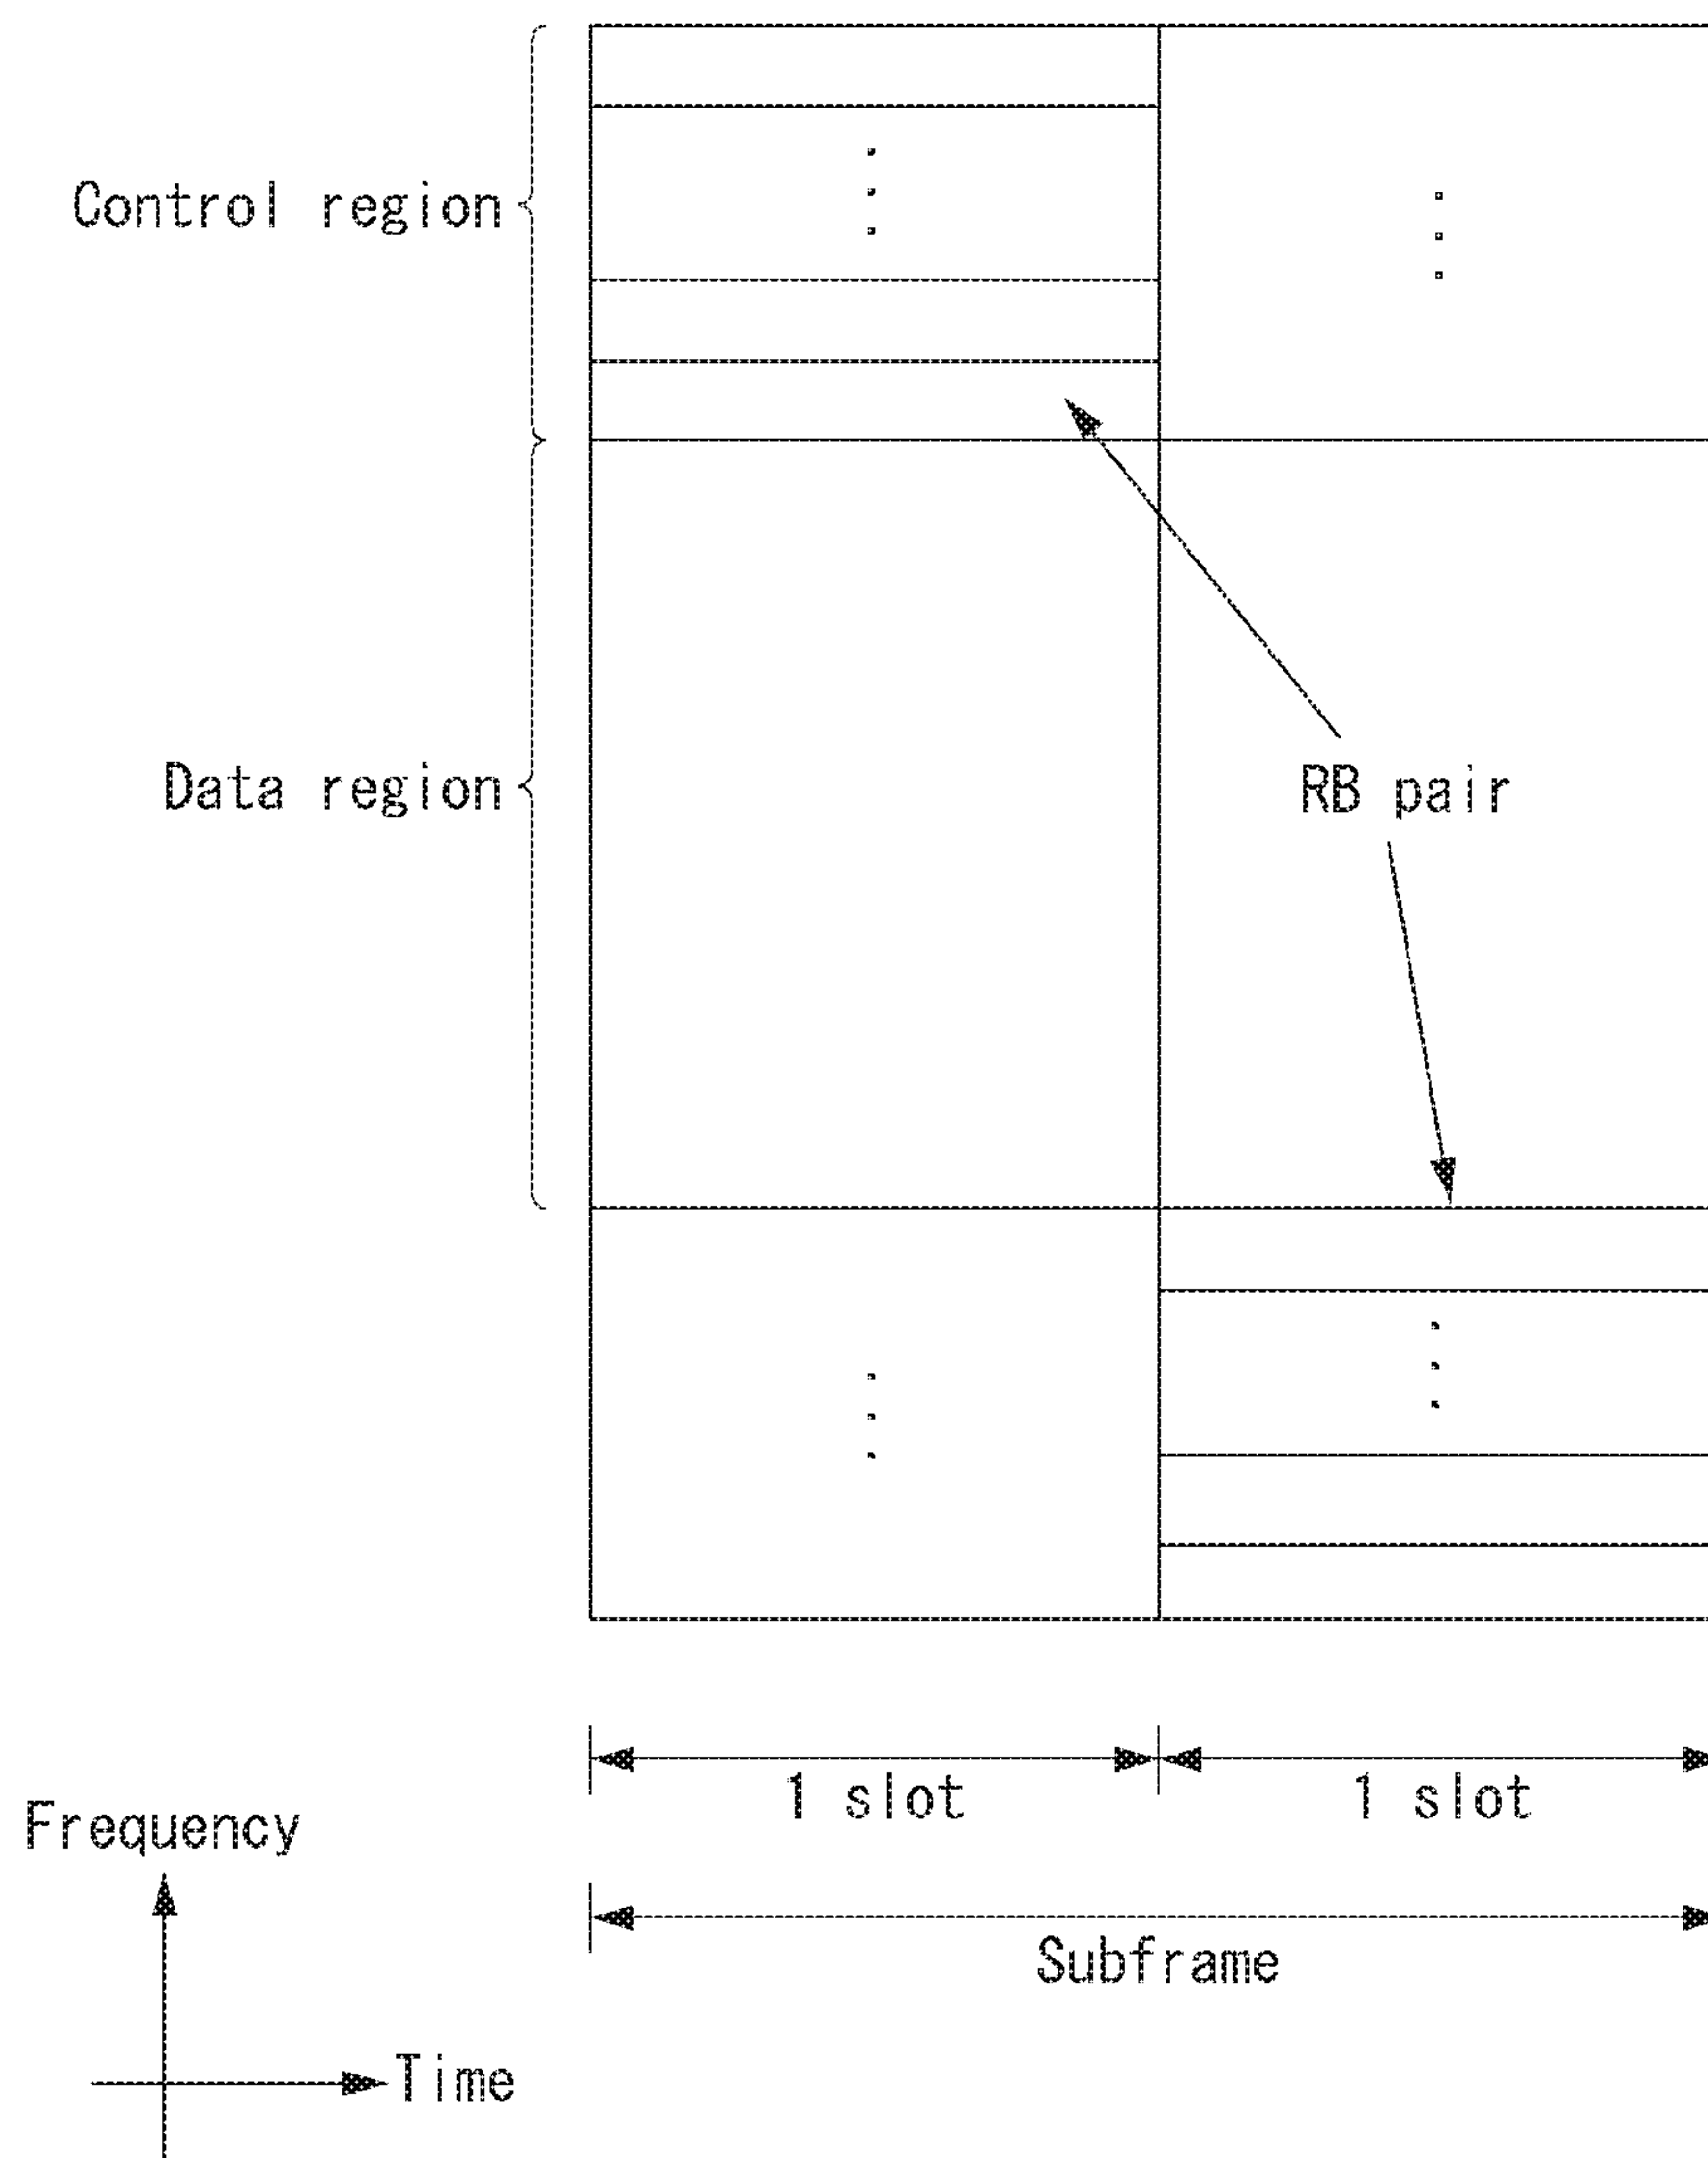 Control region
Data region
RB pair
1 slot
1 slot
Frequency
Subframe
Time